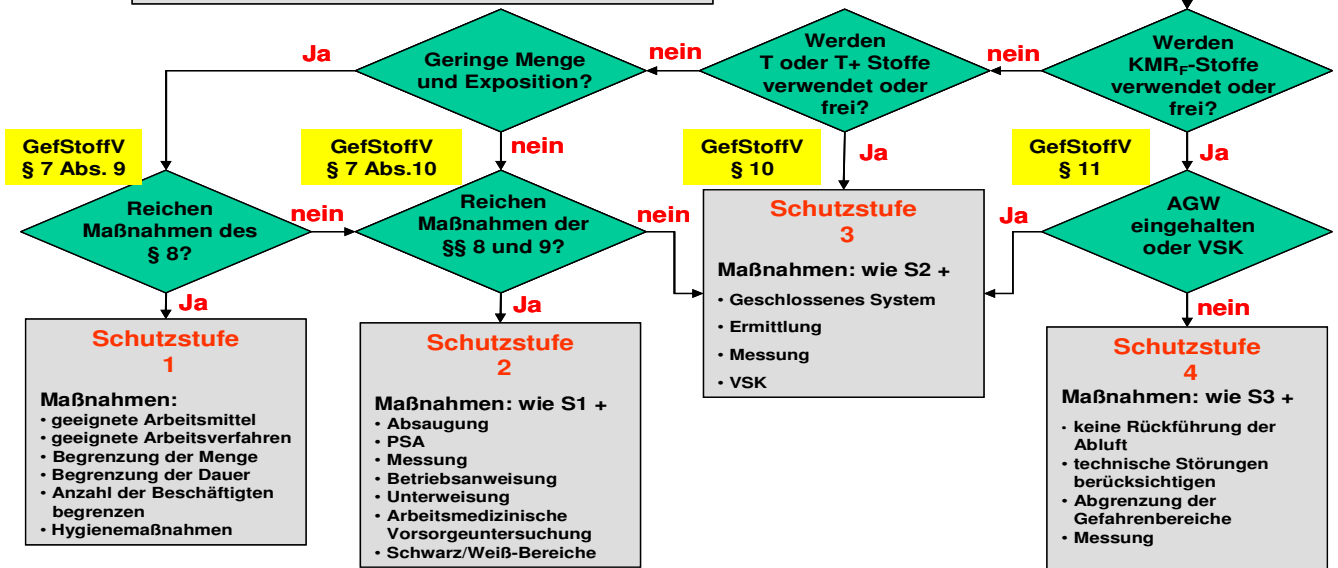 Ja
Geringe Menge
und Exposition?
nein
Werden
T oder T+ Stoffe
verwendet oder
frei?
nein
Werden
KMRF-Stoffe
verwendet oder
frei?
GefStoffV
§ 7 Abs. 9
GefStoffV
§ 7 Abs.10
nein
GefStoffV
§ 10
Ja
GefStoffV
§ 11
Ja
Reichen
Maßnahmen des
§ 8?
nein
Reichen
Maßnahmen der
§§ 8 und 9?
nein
Ja
AGW
eingehalten
oder VSK
Ja
Ja
nein
Schutzstufe
1
Maßnahmen:
• geeignete Arbeitsmittel
• geeignete Arbeitsverfahren
• Begrenzung der Menge
• Begrenzung der Dauer
• Anzahl der Beschäftigten
begrenzen
• Hygienemaßnahmen
Schutzstufe
2
Maßnahmen: wie S1 +
• Absaugung
• PSA
• Messung
• Betriebsanweisung
• Unterweisung
• Arbeitsmedizinische
Vorsorgeuntersuchung
• Schwarz/Weiß-Bereiche
Schutzstufe
3
Maßnahmen: wie S2 +
• Geschlossenes System
• Ermittlung
• Messung
• VSK
Schutzstufe
4
Maßnahmen: wie S3 +
• keine Rückführung der
Abluft
• technische Störungen
berücksichtigen
• Abgrenzung der
Gefahrenbereiche
• Messung